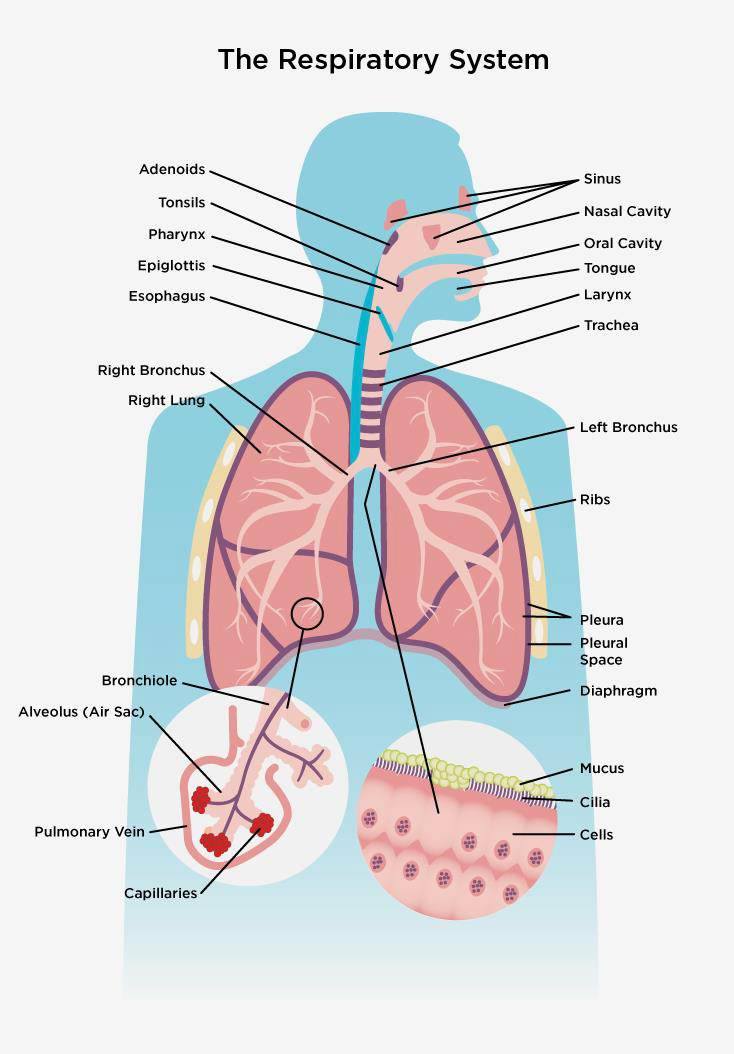 The Respiratory System
Adenoids
Tonsils
Pharynx
Epiglottis
Esophagus
Right Bronchus
Right Lung
Sinus
Nasal Cavity
Oral Cavity
Tongue
Larynx
Trachea
Left Bronchus
Ribs
Pleura
Pleural
Space
Diaphragm
Bronchiole
Alveolus (Air Sac)
Pulmonary Vein
Capillaries
Mucus
Cilia
Cells